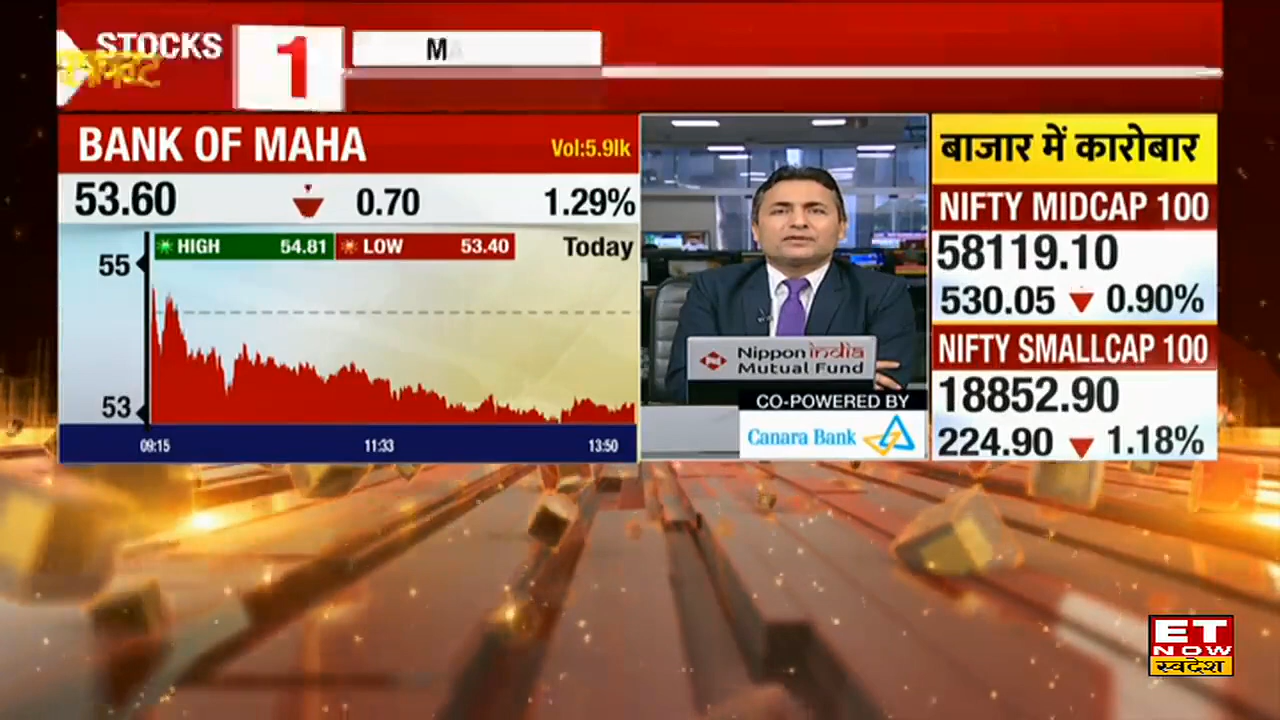 STOCKS
1
M
BANK OF MAHA
Vol:5.9lk
53.60
0.70
1.29%
HIGH 54.81
LOW 53.40
Today
55
53
09:15
11:33
13:50
Nippon india
Mutual Fund
CO-POWERED BY
Canara Bank
बाजार में कारोबार
NIFTY MIDCAP 100
58119.10
530.05
0.90%
NIFTY SMALLCAP 100
18852.90
224.90
1.18%
ET
NOW
स्वदेश